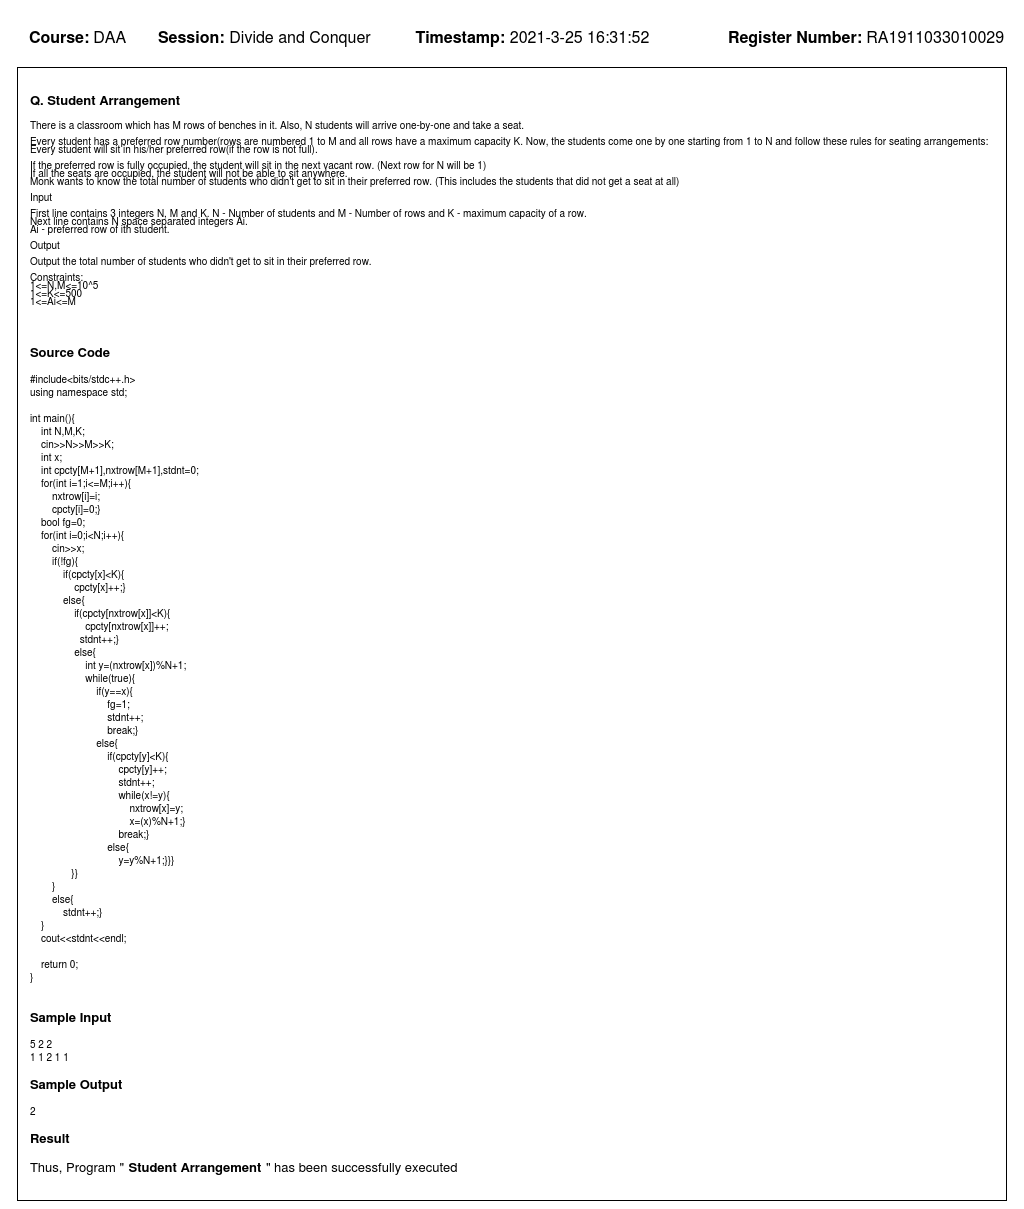 Course: DAA Session: Divide and Conquer Timestamp: 2021-3-25 16:31:52 Register Number: RA1911033010029
Q. Student Arrangement
There is a classroom which has M rows of benches in it. Also, N students will arrive one-by-one and take a seat.
Every student has a preferred row number(rows are numbered 1 to M and all rows have a maximum capacity K. Now, the students come one by one starting from 1 to N and follow these rules for seating arrangements:
Every student will sit in his/her preferred row(if the row is not full).
If the preferred row is fully occupied, the student will sit in the next vacant row. (Next row for N will be 1)
If all the seats are occupied, the student will not be able to sit anywhere.
Monk wants to know the total number of students who didn't get to sit in their preferred row. (This includes the students that did not get a seat at all)
Input
First line contains 3 integers N, M and K. N - Number of students and M - Number of rows and K - maximum capacity of a row.
Next line contains N space separated integers Ai.
Ai - preferred row of ith student.
Output
Output the total number of students who didn't get to sit in their preferred row.
Constraints:
1<=N,M<=10^5
1<=K<=500
1<=Ai<=M
Source Code
#include<bits/stdc++.h>
using namespace std;
int main(){
int N,M,K;
cin>>N>>M>>K;
int x;
int cpcty[M+1],nxtrow[M+1],stdnt=0;
for(int i=1;i<=M;i++){
nxtrow[i]=i;
cpcty[i]=0;}
bool fg=0;
for(int i=0;i<N;i++){
cin>>x;
if(!fg){
if(cpcty[x]<K){
cpcty[x]++;}
else{
if(cpcty[nxtrow[x]]<K){
cpcty[nxtrow[x]]++;
stdnt++;}
else{
int y=(nxtrow[x])%N+1;
while(true){
if(y==x){
fg=1;
stdnt++;
break;}
else{
if(cpcty[y]<K){
cpcty[y]++;
stdnt++;
while(x!=y){
nxtrow[x]=y;
x=(x)%N+1;}
break;}
else{
y=y%N+1;}}}
}}
}
else{
stdnt++;}
}
cout<<stdnt<<endl;
return 0;
}
Sample Input
5 2 2
1 1 2 1 1
Sample Output
2
Result
Thus, Program " Student Arrangement " has been successfully executed